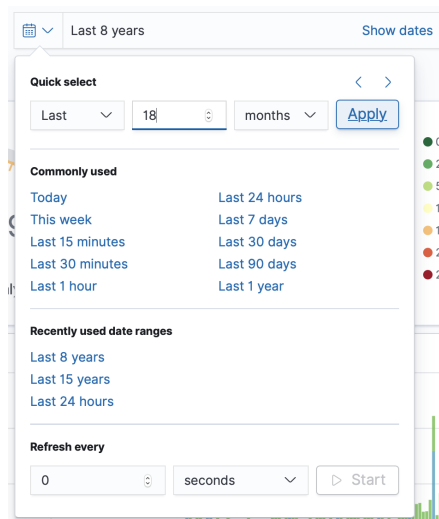 Last 8 years Show dates
Quick select
Last 18 months Apply
Commonly used
Today Last 24 hours
This week Last 7 days
Last 15 minutes Last 30 days
Last 30 minutes Last 90 days
Last 1 hour Last 1 year
Recently used date ranges
Last 8 years
Last 15 years
Last 24 hours
Refresh every
0 seconds Start